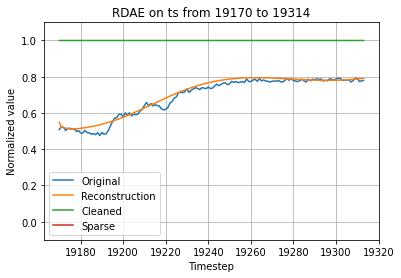 RDAE on ts from 19170 to 19314
Normalized value
1.0
0.8
0.6
0.4
0.2
0.0
Original
Reconstruction
Cleaned
Sparse
19180 19200 19220 19240 19260 19280 19300 19320
Timestep